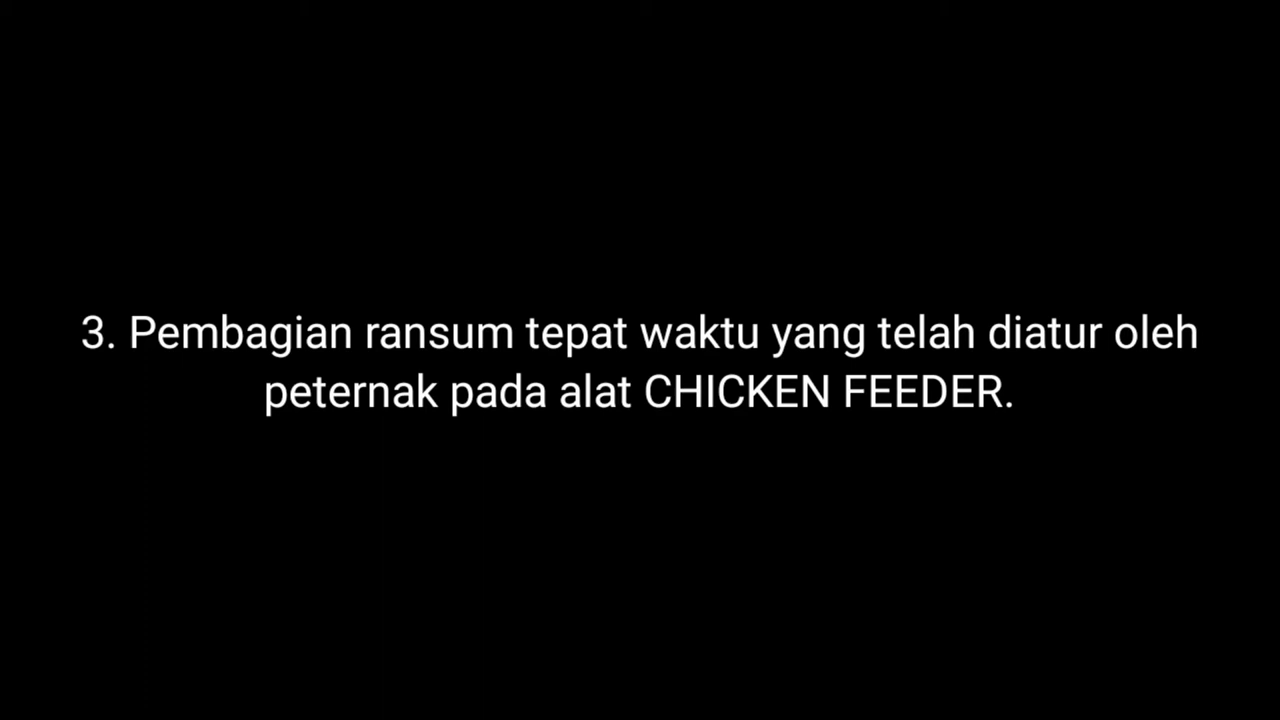 3. Pembagian ransum tepat waktu yang telah diatur oleh
peternak pada alat CHICKEN FEEDER.